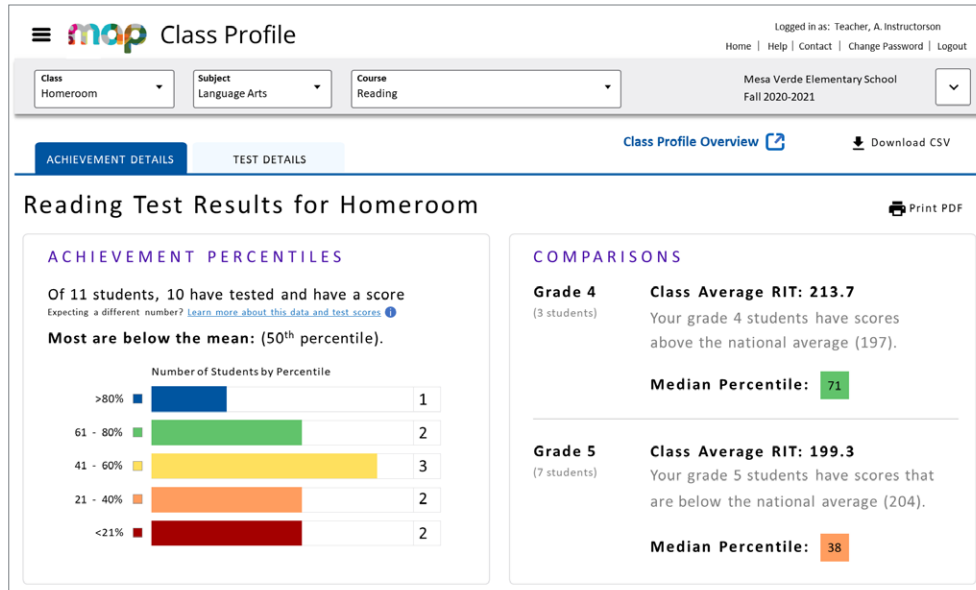 map Class Profile
Logged in as: Teacher, A. Instructorson
Home | Help | Contact | Change Password | Logout
Class
Homeroom
Subject
Language Arts
Course
Reading
Mesa Verde Elementary School
Fall 2020-2021
ACHIEVEMENT DETAILS
TEST DETAILS
Class Profile Overview
Download CSV
Reading Test Results for Homeroom
Print PDF
ACHIEVEMENT PERCENTILES
Of 11 students, 10 have tested and have a score
Expecting a different number? Learn more about this data and test scores i
Most are below the mean: (50th percentile).
Number of Students by Percentile
>80% 1
61 - 80% 2
41 - 60% 3
21 - 40% 2
<21% 2
COMPARISONS
Grade 4
(3 students)
Class Average RIT: 213.7
Your grade 4 students have scores
above the national average (197).
Median Percentile: 71
Grade 5
(7 students)
Class Average RIT: 199.3
Your grade 5 students have scores that
are below the national average (204).
Median Percentile: 38